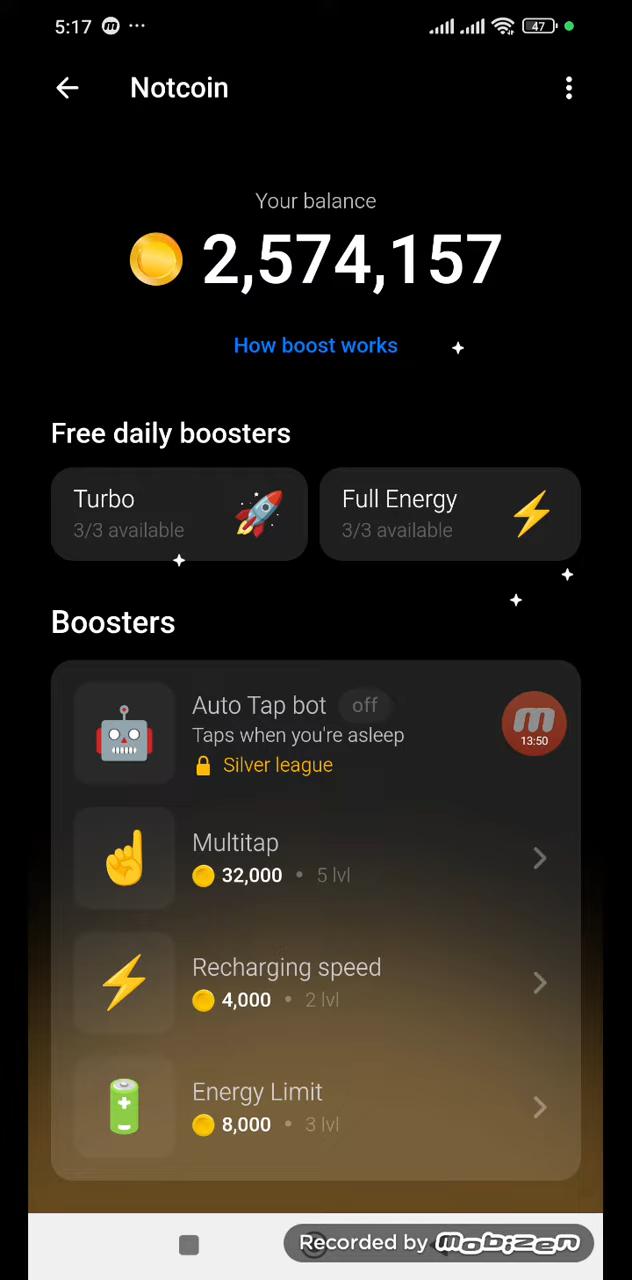 5:17
47
Notcoin
Your balance
2,574,157
How boost works
Free daily boosters
Turbo
3/3 available
Full Energy
3/3 available
Boosters
Auto Tap bot off
Taps when you're asleep
Silver league
13:50
Multitap
32,000 • 5 lvl
Recharging speed
4,000 • 2 lvl
Energy Limit
8,000 • 3 lvl
Recorded by mobizen